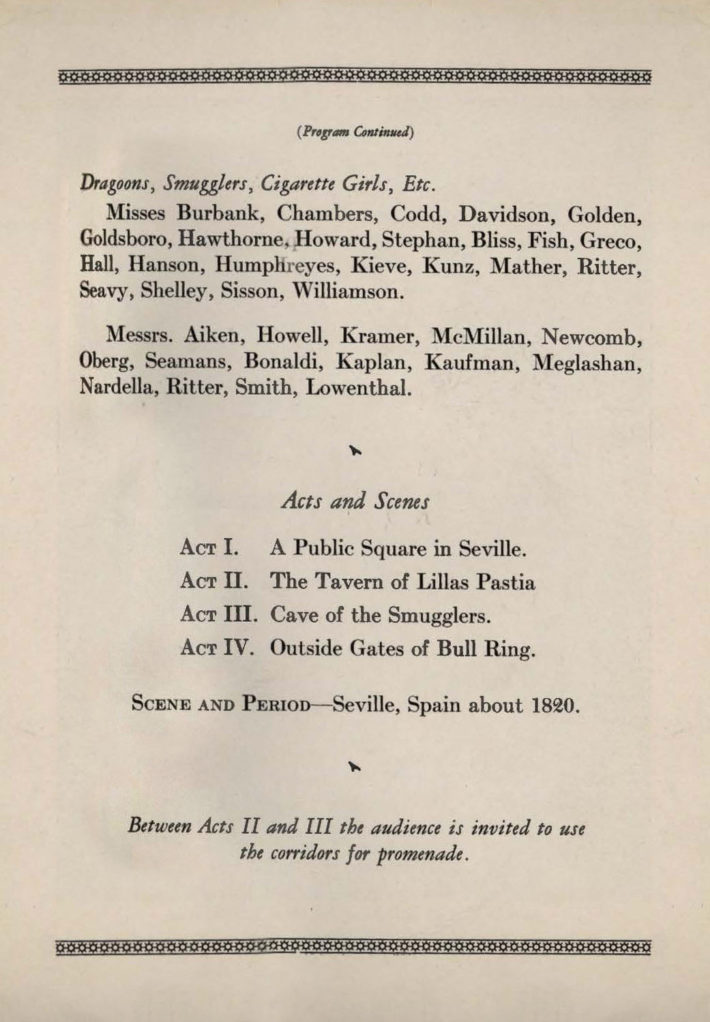 (Program Continued)
Dragoons, Smugglers, Cigarette Girls, Etc.
Misses Burbank, Chambers, Codd, Davidson, Golden,
Goldsboro, Hawthorne, Howard, Stephan, Bliss, Fish, Greco,
Hall, Hanson, Humphreyes, Kieve, Kunz, Mather, Ritter,
Seavy, Shelley, Sisson, Williamson.
Messrs. Aiken, Howell, Kramer, McMillan, Newcomb,
Oberg, Seamans, Bonaldi, Kaplan, Kaufman, Meglashan,
Nardella, Ritter, Smith, Lowenthal.
Acts and Scenes
Act I. A Public Square in Seville.
Act II. The Tavern of Lillas Pastia
Act III. Cave of the Smugglers.
Act IV. Outside Gates of Bull Ring.
Scene and Period—Seville, Spain about 1820.
Between Acts II and III the audience is invited to use
the corridors for promenade.